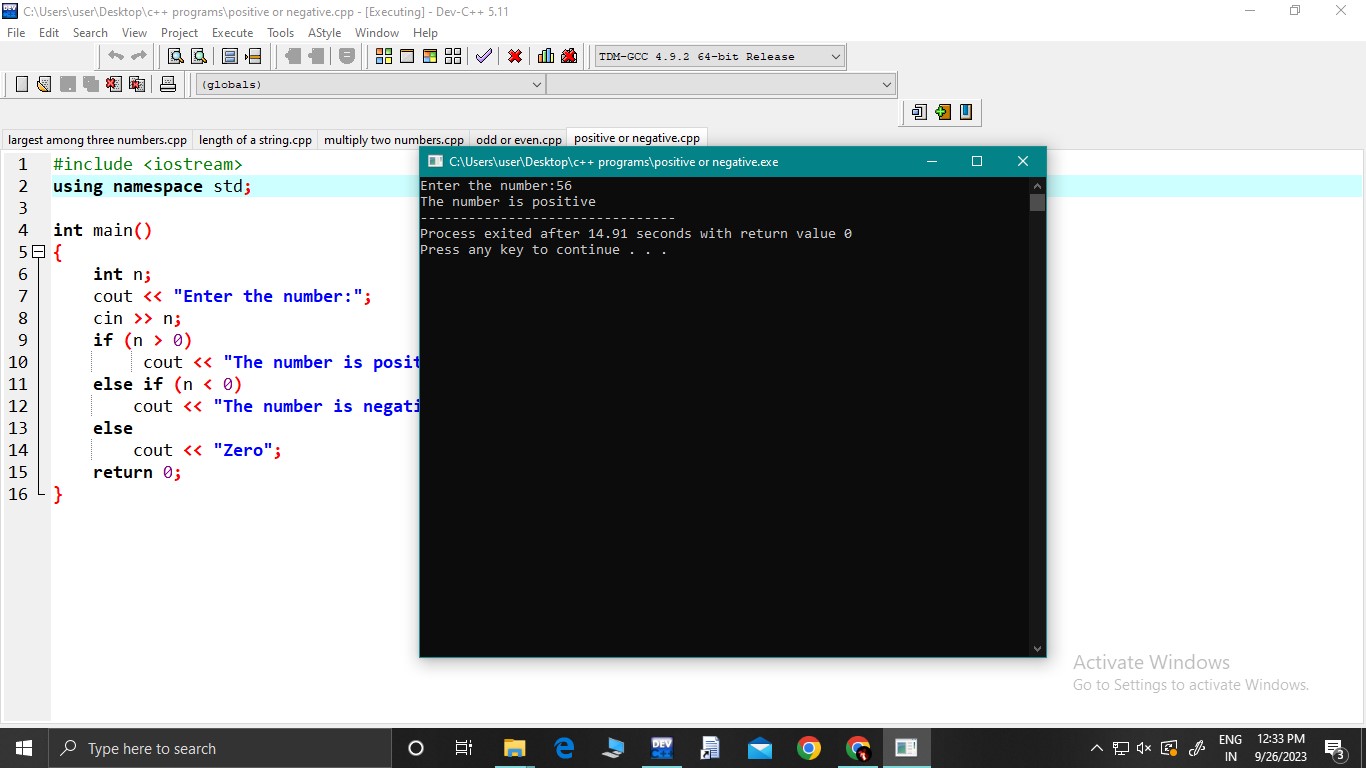 C:\Users\user\Desktop\c++ programs\positive or negative.cpp - [Executing] - Dev-C++ 5.11
File Edit Search View Project Execute Tools AStyle Window Help
TDM-GCC 4.9.2 64-bit Release
(globals)
largest among three numbers.cpp length of a string.cpp multiply two numbers.cpp odd or even.cpp positive or negative.cpp
1 #include <iostream>
2 using namespace std;
3
4 int main()
5 {
6 int n;
7 cout << "Enter the number:";
8 cin >> n;
9 if (n > 0)
10 cout << "The number is posit
11 else if (n < 0)
12 cout << "The number is negati
13 else
14 cout << "Zero";
15 return 0;
16 }
C:\Users\user\Desktop\c++ programs\positive or negative.exe
Enter the number:56
The number is positive
--------------------------------
Process exited after 14.91 seconds with return value 0
Press any key to continue . . .
Activate Windows
Go to Settings to activate Windows.
Type here to search
DEV
ENG
IN
12:33 PM
9/26/2023
3